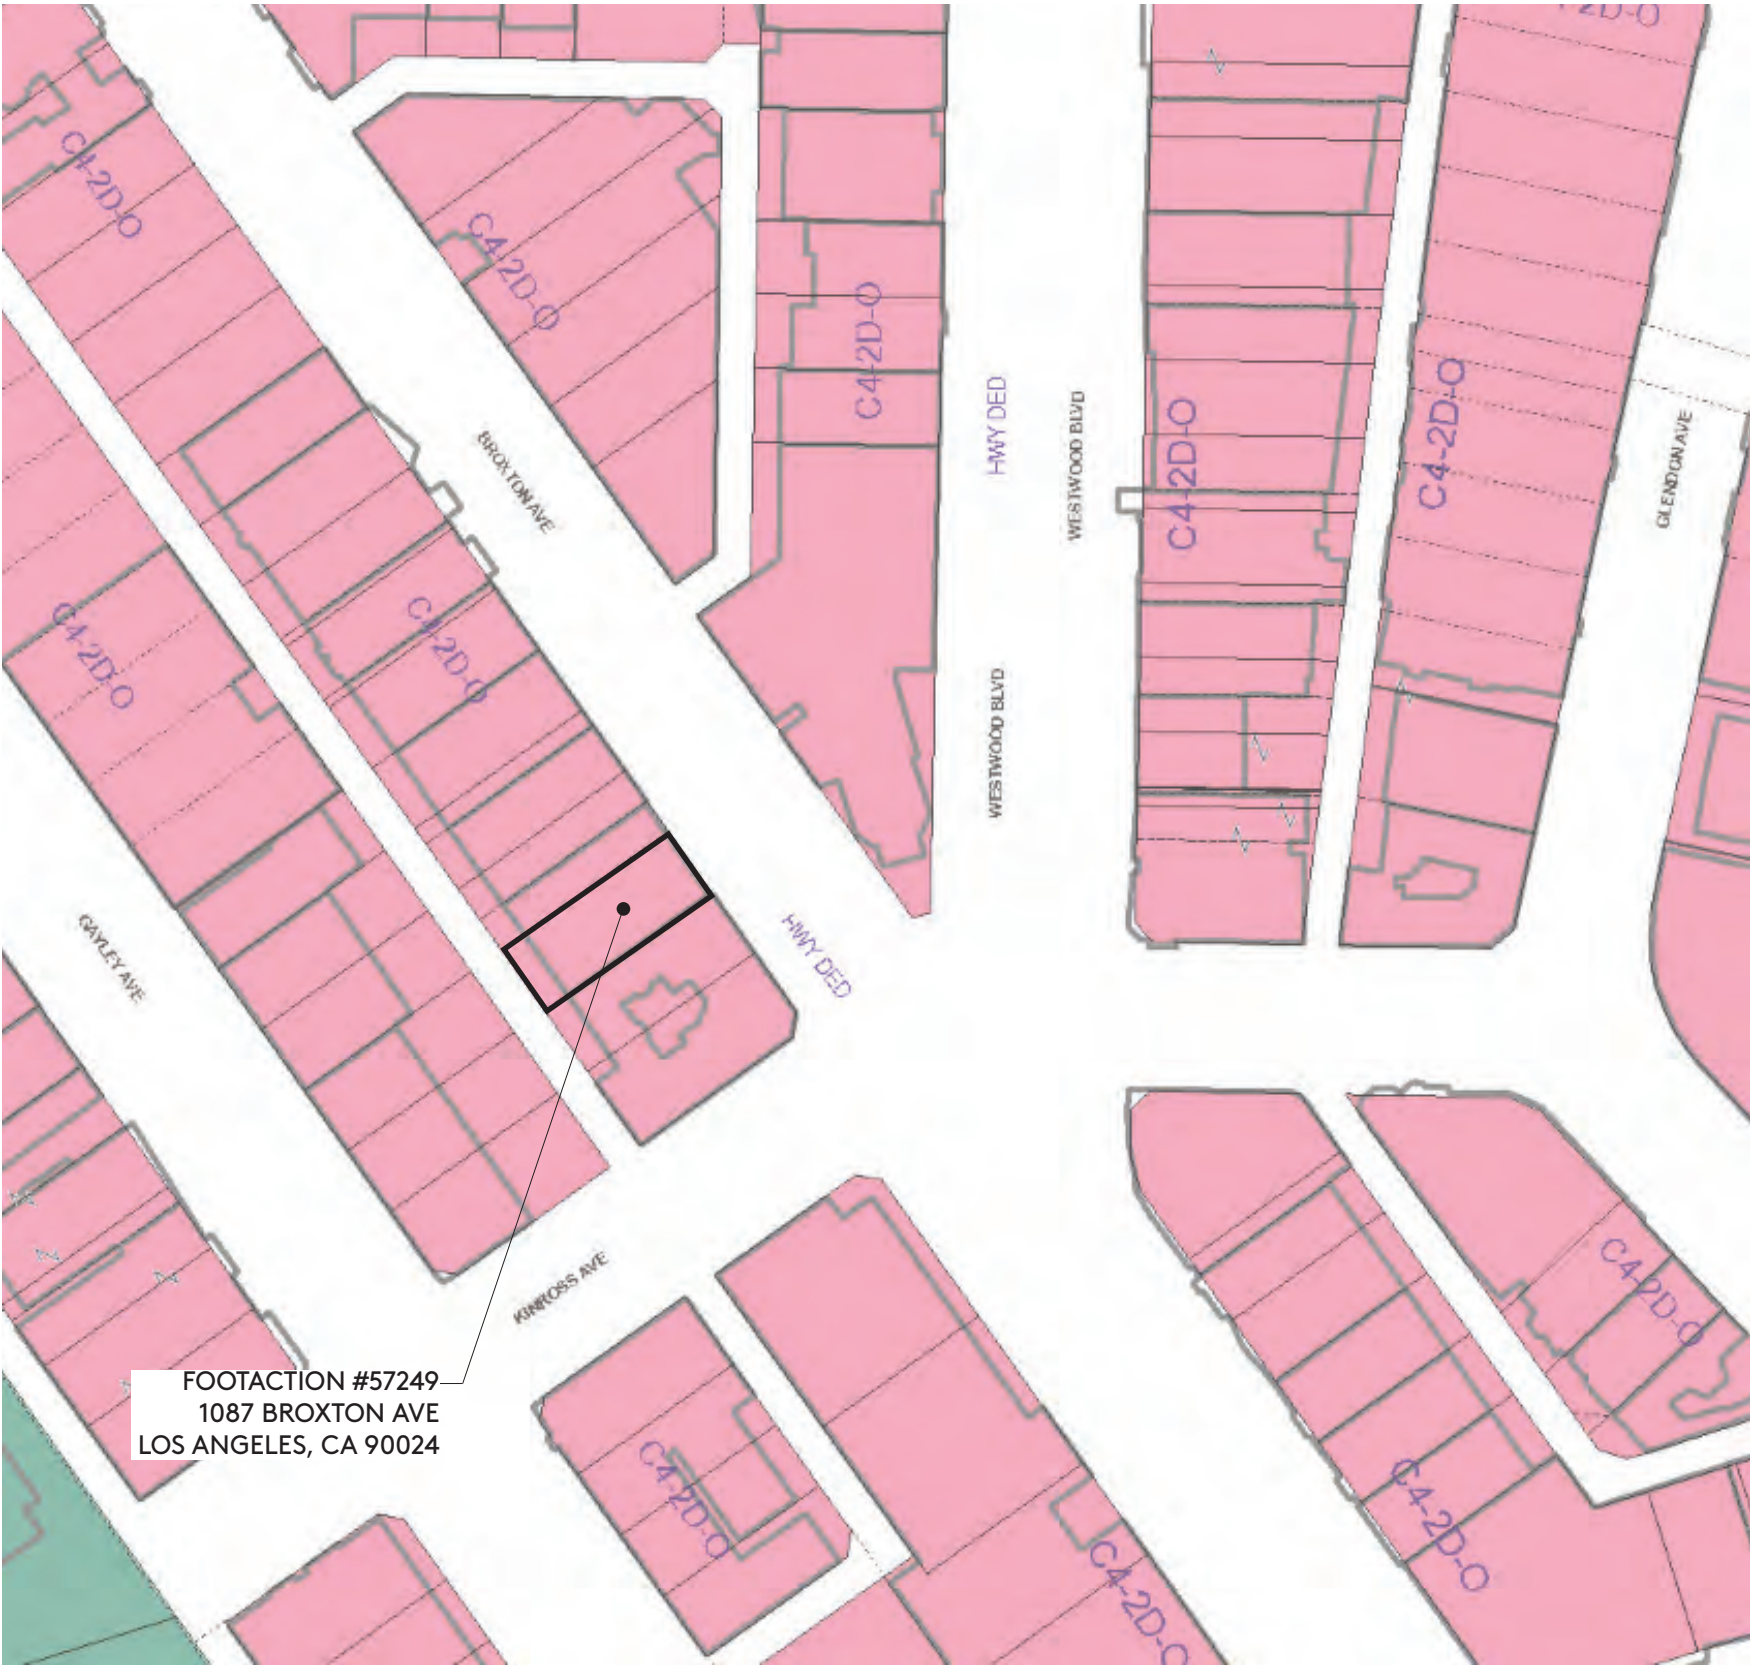 C4-2D-O
C4-2D-O
C4-2D-O
C4-2D-O
HWY DED
WESTWOOD BLVD
C4-2D-O
C4-2D-O
GLENDON AVE
BROXTON AVE
C4-2D-O
C4-2D-O
WESTWOOD BLVD
GAYLEY AVE
HWY DED
KINROSS AVE
C4-2D-O
FOOTACTION #57249
1087 BROXTON AVE
LOS ANGELES, CA 90024
C4-2D-O
C4-2D-O
C4-2D-O